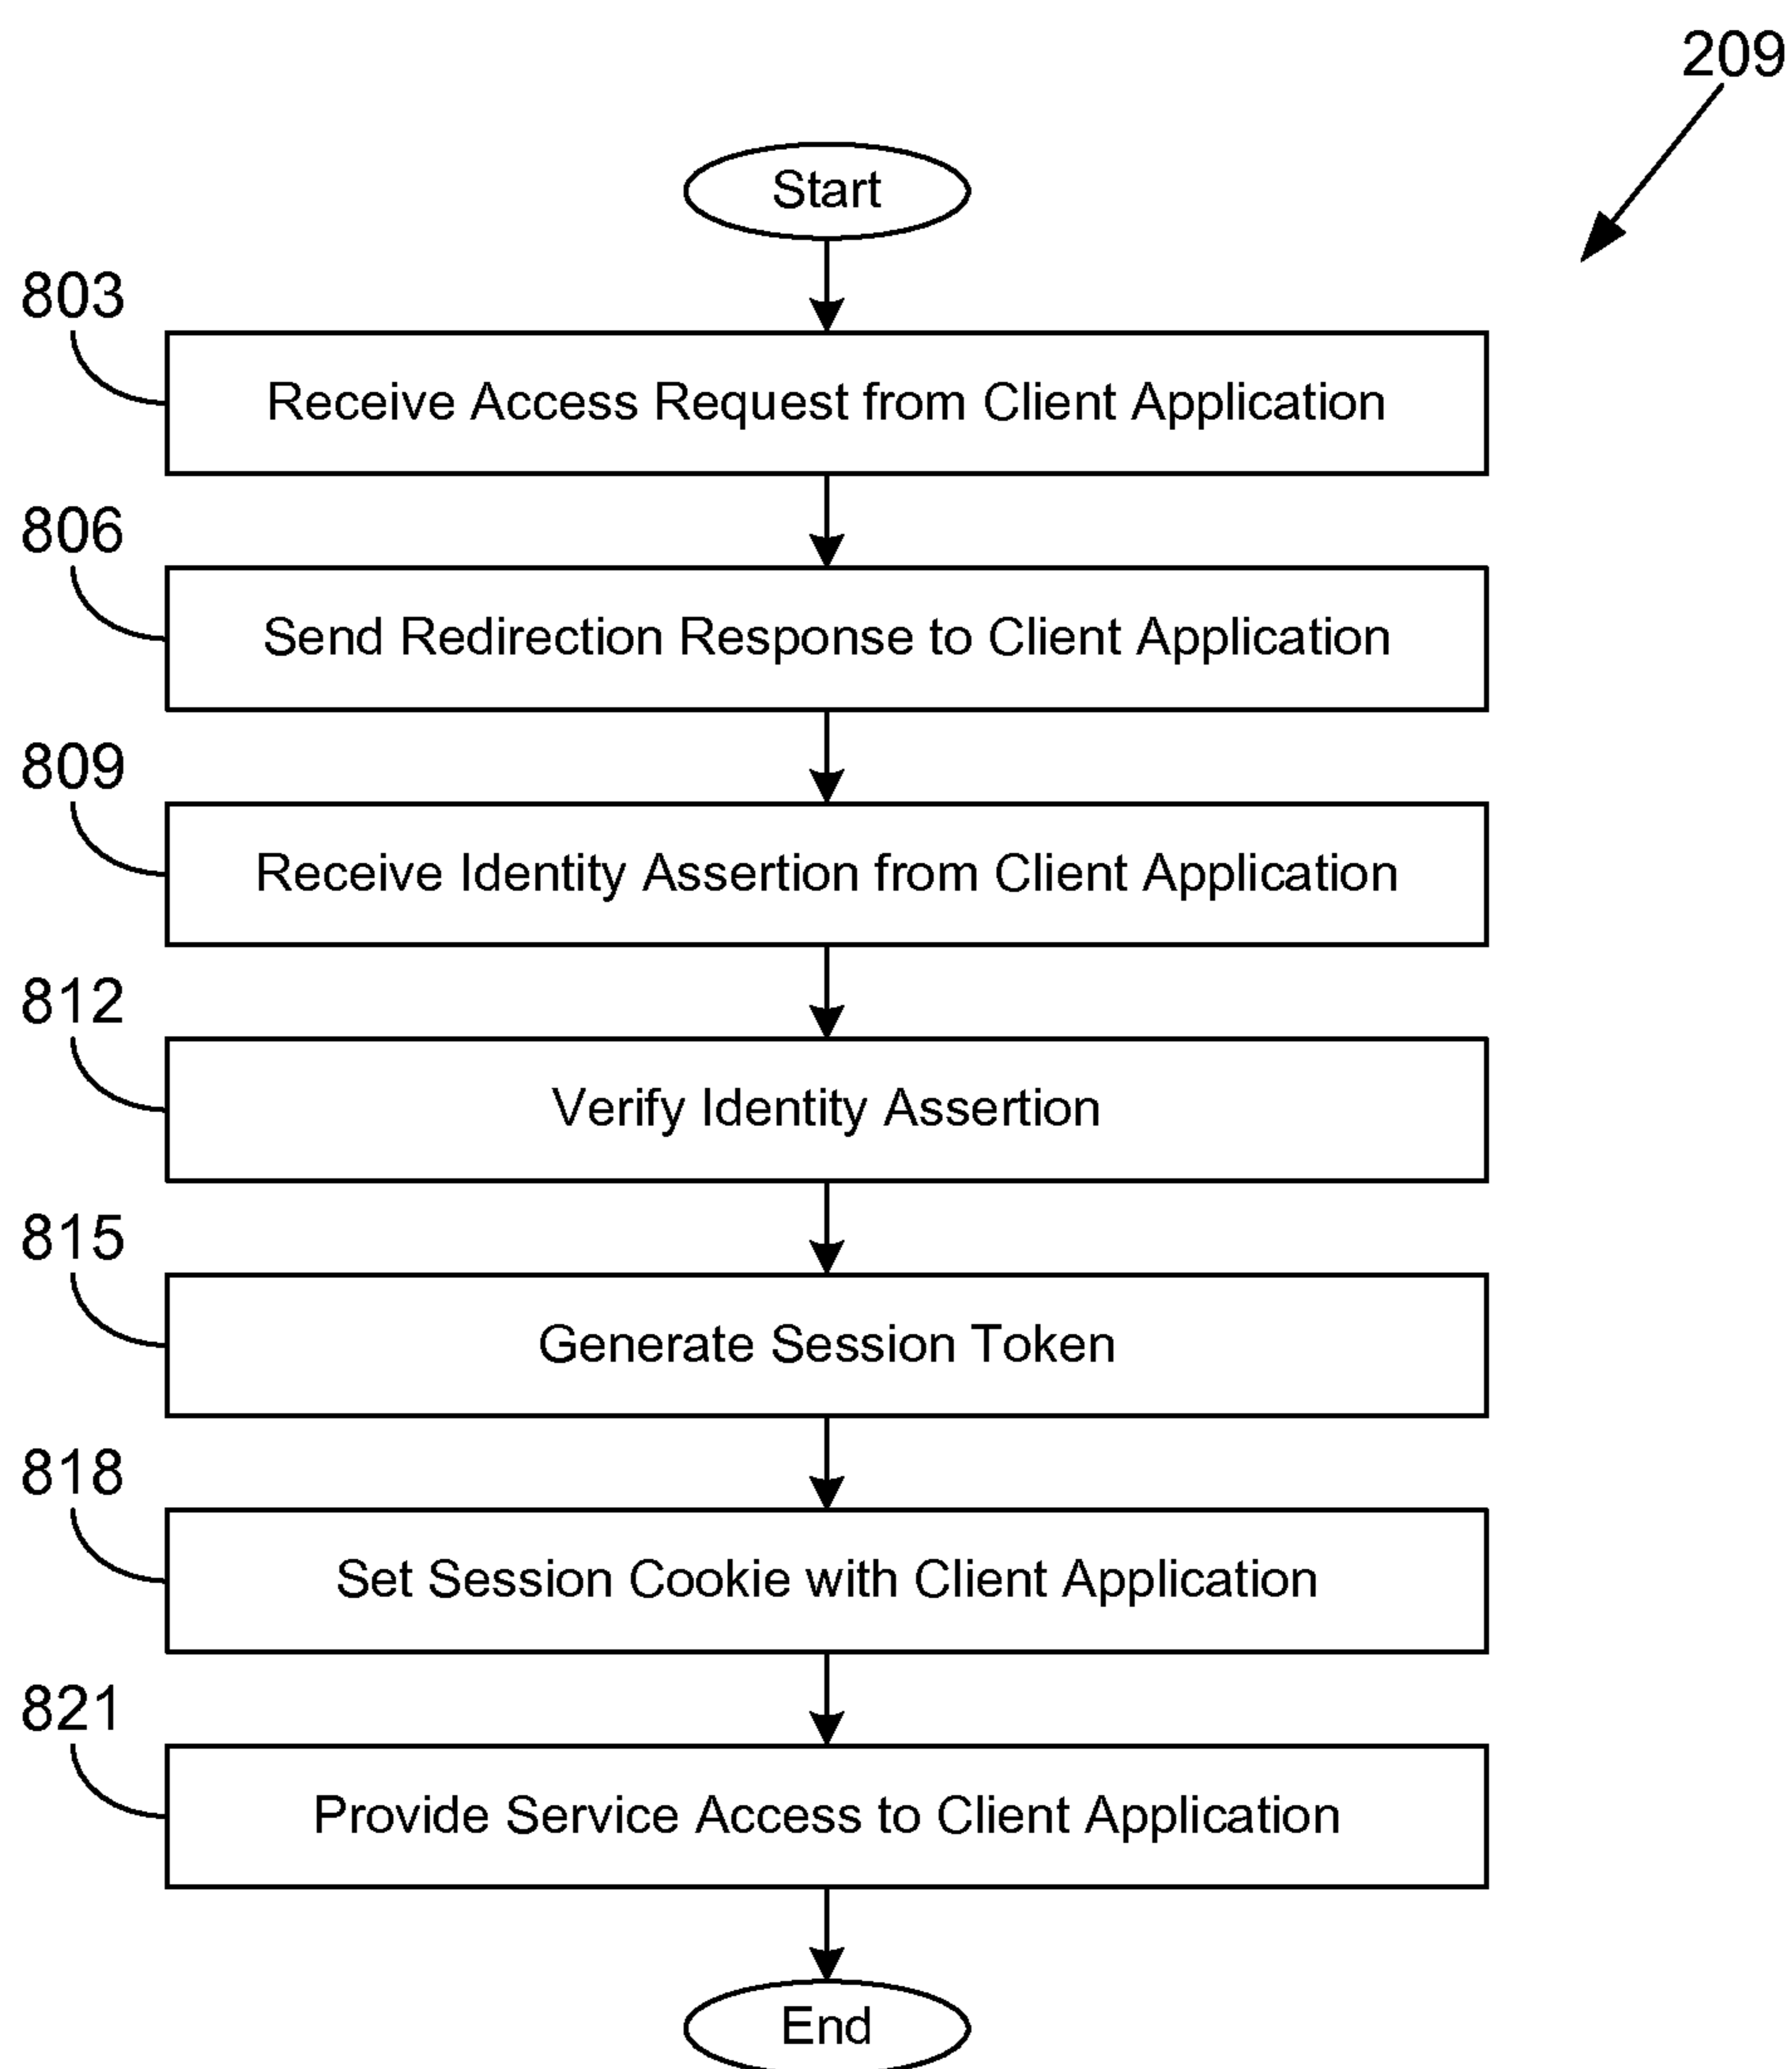 209
Start
803
Receive Access Request from Client Application
806
Send Redirection Response to Client Application
809
Receive Identity Assertion from Client Application
812
Verify Identity Assertion
815
Generate Session Token
818
Set Session Cookie with Client Application
821
Provide Service Access to Client Application
End